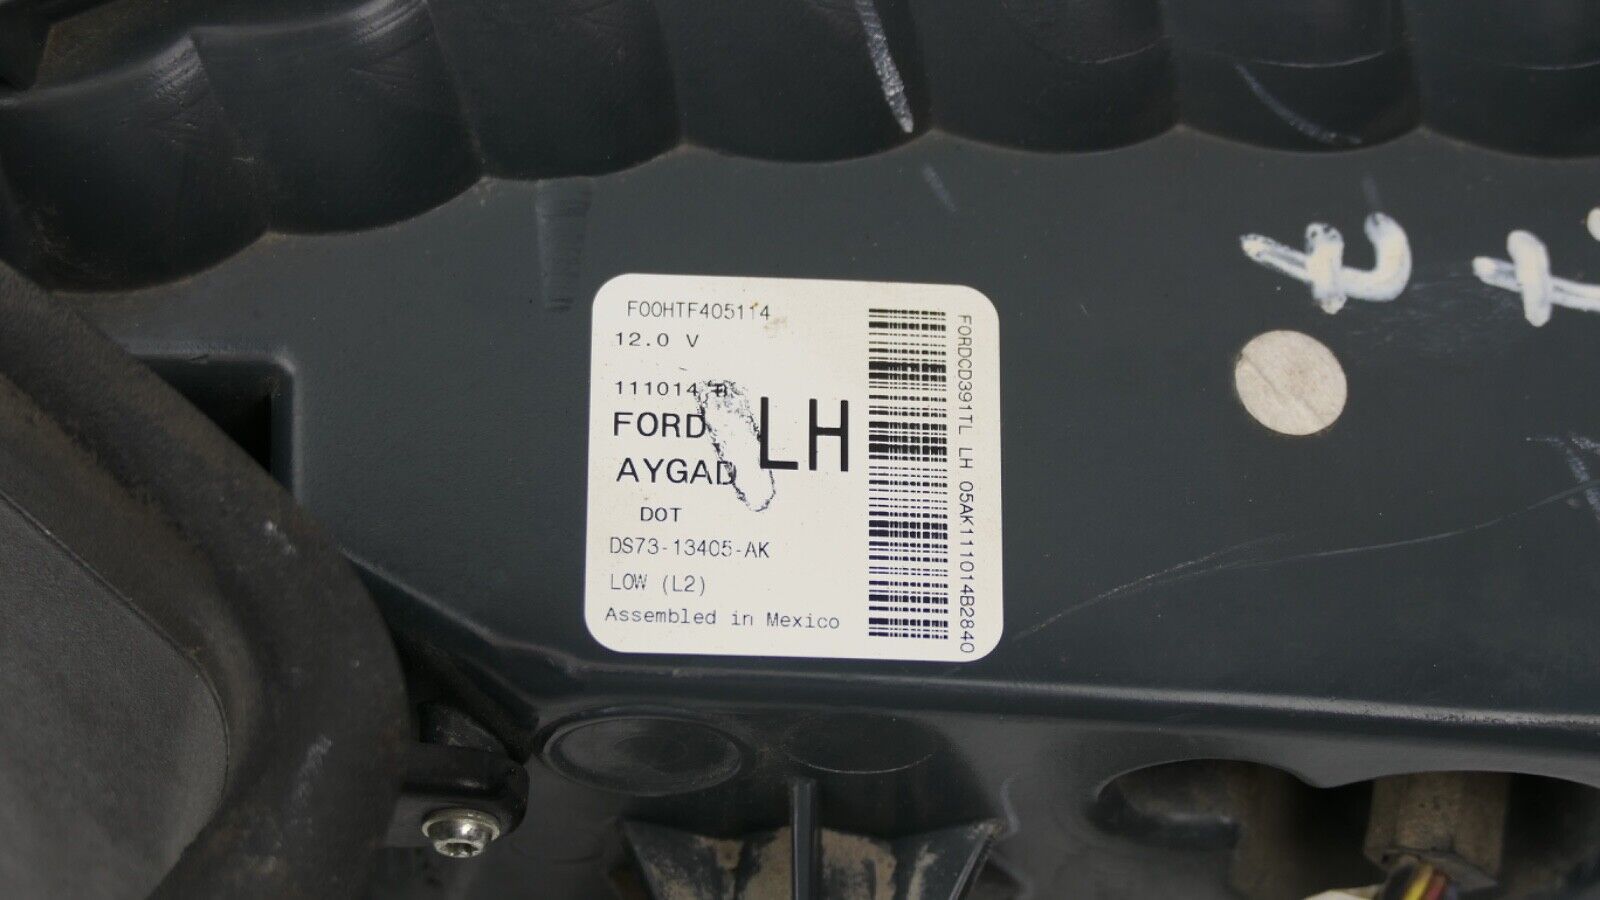 F00HTF405114
12.0 V
111014 B
FORD
LH
AYGAD
DOT
DS73-13405-AK
LOW (L2)
Assembled in Mexico
FORDCD391TL LH 05AK111014B2840